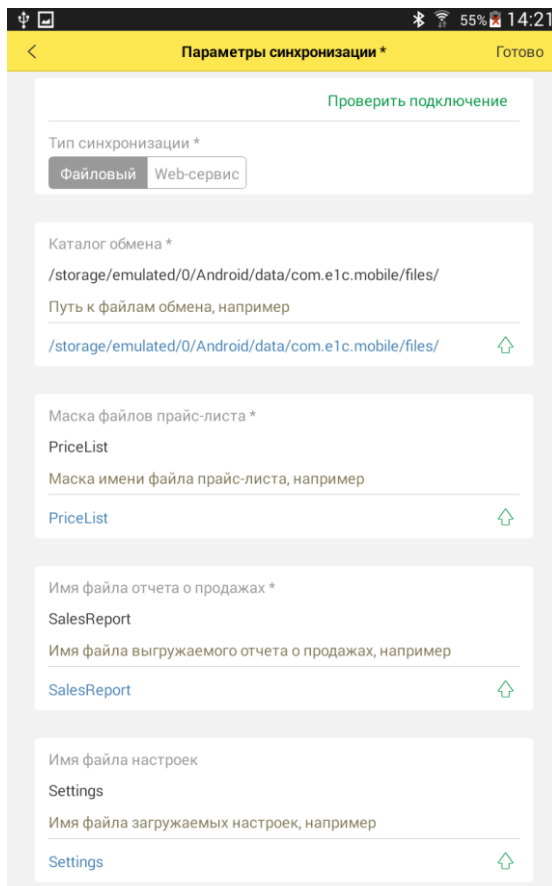 55% 14:21
Параметры синхронизации *
Готово
Проверить подключение
Тип синхронизации *
Файловый Web-сервис
Каталог обмена *
/storage/emulated/0/Android/data/com.e1c.mobile/files/
Путь к файлам обмена, например
/storage/emulated/0/Android/data/com.e1c.mobile/files/
Маска файлов прайс-листа *
PriceList
Маска имени файла прайс-листа, например
PriceList
Имя файла отчета о продажах *
SalesReport
Имя файла выгружаемого отчета о продажах, например
SalesReport
Имя файла настроек
Settings
Имя файла загружаемых настроек, например
Settings